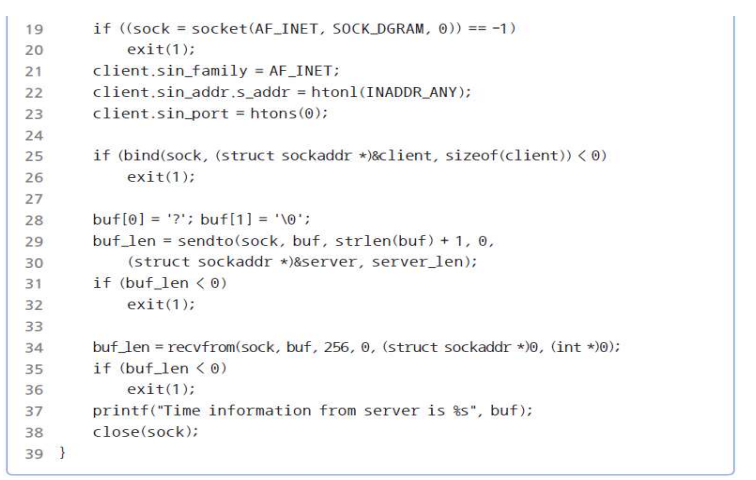 19 if ((sock = socket(AF_INET, SOCK_DGRAM, 0)) == -1)
20 exit(1);
21 client.sin_family = AF_INET;
22 client.sin_addr.s_addr = htonl(INADDR_ANY);
23 client.sin_port = htons(0);
24
25 if (bind(sock, (struct sockaddr *)&client, sizeof(client)) < 0)
26 exit(1);
27
28 buf[0] = '?'; buf[1] = '\0';
29 buf_len = sendto(sock, buf, strlen(buf) + 1, 0,
30 (struct sockaddr *)&server, server_len);
31 if (buf_len < 0)
32 exit(1);
33
34 buf_len = recvfrom(sock, buf, 256, 0, (struct sockaddr *)0, (int *)0);
35 if (buf_len < 0)
36 exit(1);
37 printf("Time information from server is %s", buf);
38 close(sock);
39 }